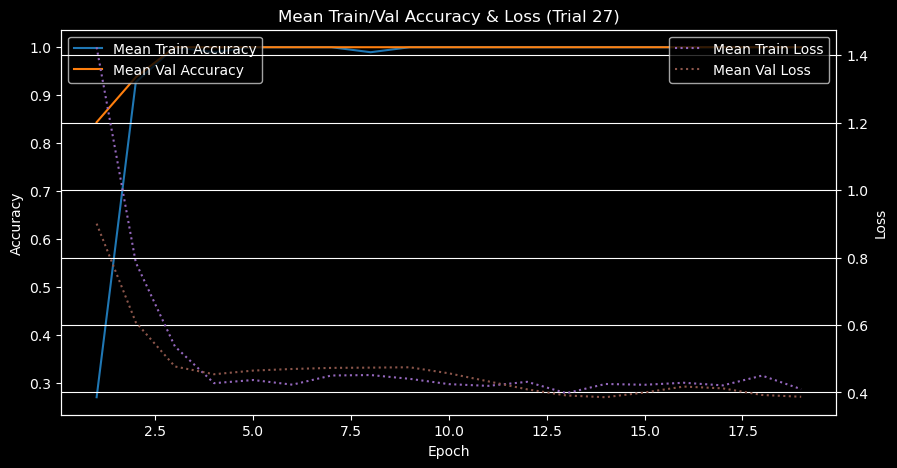 Mean Train/Val Accuracy & Loss (Trial 27)
Mean Train Accuracy
Mean Val Accuracy
Mean Train Loss
Mean Val Loss
1.0
0.9
0.8
0.7
0.6
0.5
0.4
0.3
Accuracy
1.4
1.2
1.0
0.8
0.6
0.4
Loss
2.5 5.0 7.5 10.0 12.5 15.0 17.5
Epoch